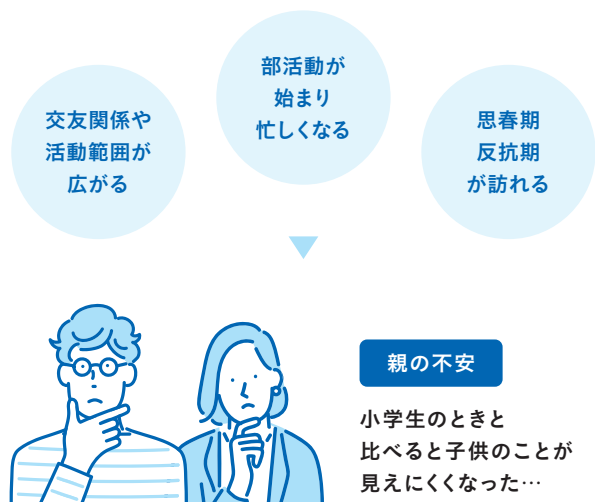 交友関係や
活動範囲が
広がる
部活動が
始まり
忙しくなる
思春期
反抗期
が訪れる
親の不安
小学生のときと
比べると子供のことが
見えにくくなった…